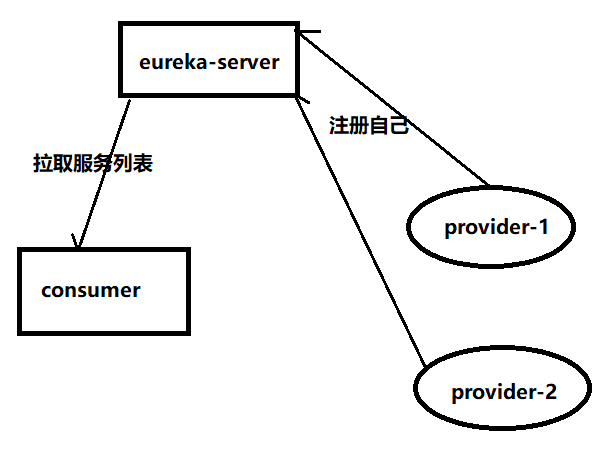 eureka-server
注册自己
拉取服务列表
provider-1
consumer
provider-2